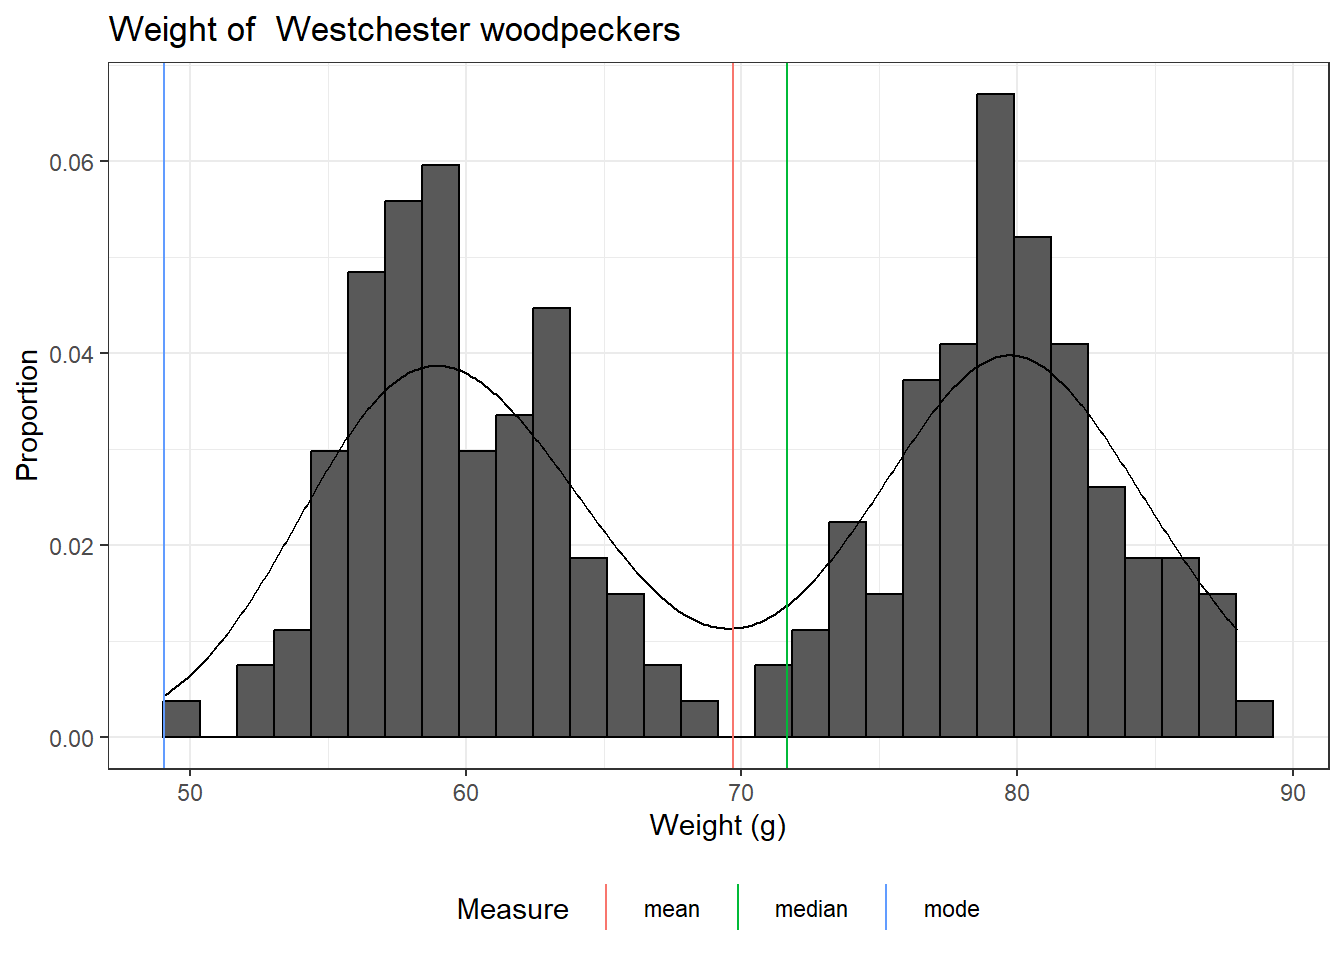 Weight of  Westchester woodpeckers
Proportion
0.06
0.04
0.02
0.00
50 60 70 80 90
Weight (g)
Measure mean median mode